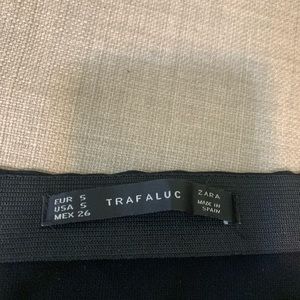 EUR S
USA S
MEX 26
TRAFALUC
ZARA
MADE IN
SPAIN